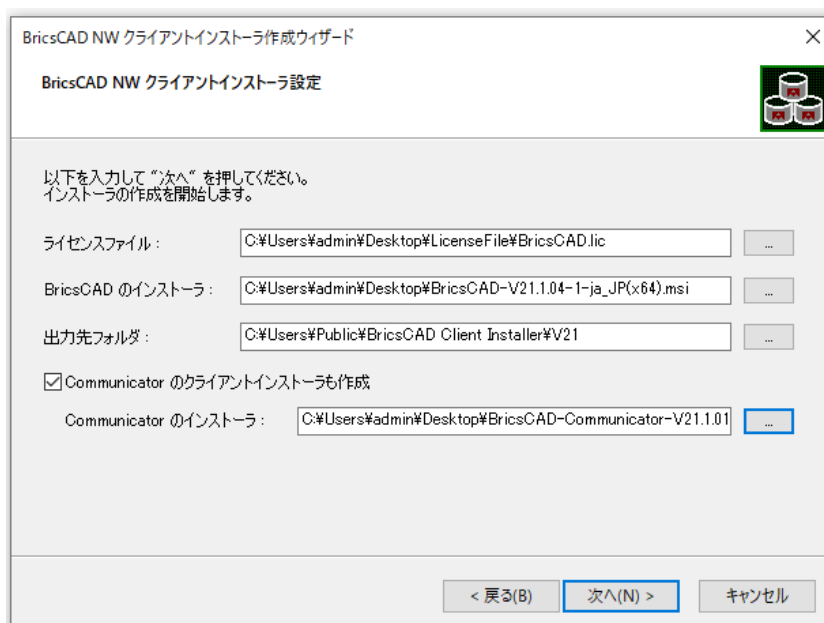 BricsCAD NW クライアントインストーラ作成ウィザード
BricsCAD NW クライアントインストーラ設定
以下を入力して “次へ” を押してください。
インストーラの作成を開始します。
ライセンスファイル : C:¥Users¥admin¥Desktop¥LicenseFile¥BricsCAD.lic ...
BricsCAD のインストーラ : C:¥Users¥admin¥Desktop¥BricsCAD-V21.1.04-1-ja_JP(x64).msi ...
出力先フォルダ : C:¥Users¥Public¥BricsCAD Client Installer¥V21 ...
Communicator のクライアントインストーラも作成
Communicator のインストーラ : C:¥Users¥admin¥Desktop¥BricsCAD-Communicator-V21.1.01 ...
< 戻る(B) 次へ(N) > キャンセル